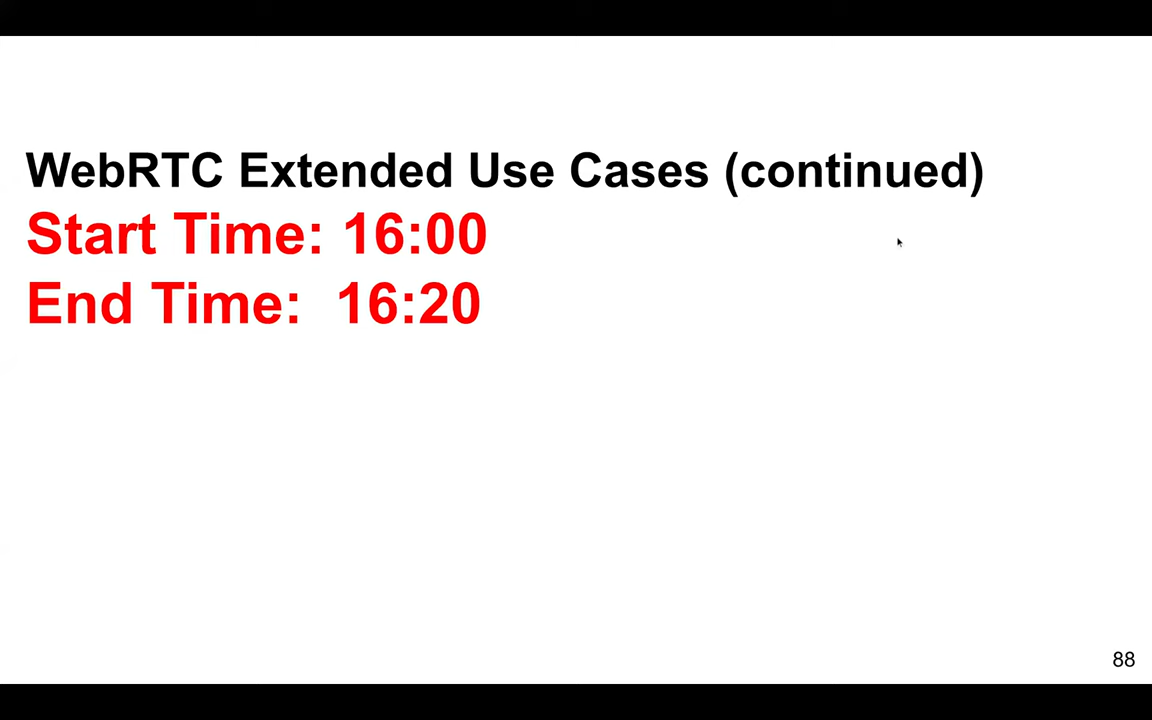 WebRTC Extended Use Cases (continued)
Start Time: 16:00
End Time: 16:20
88